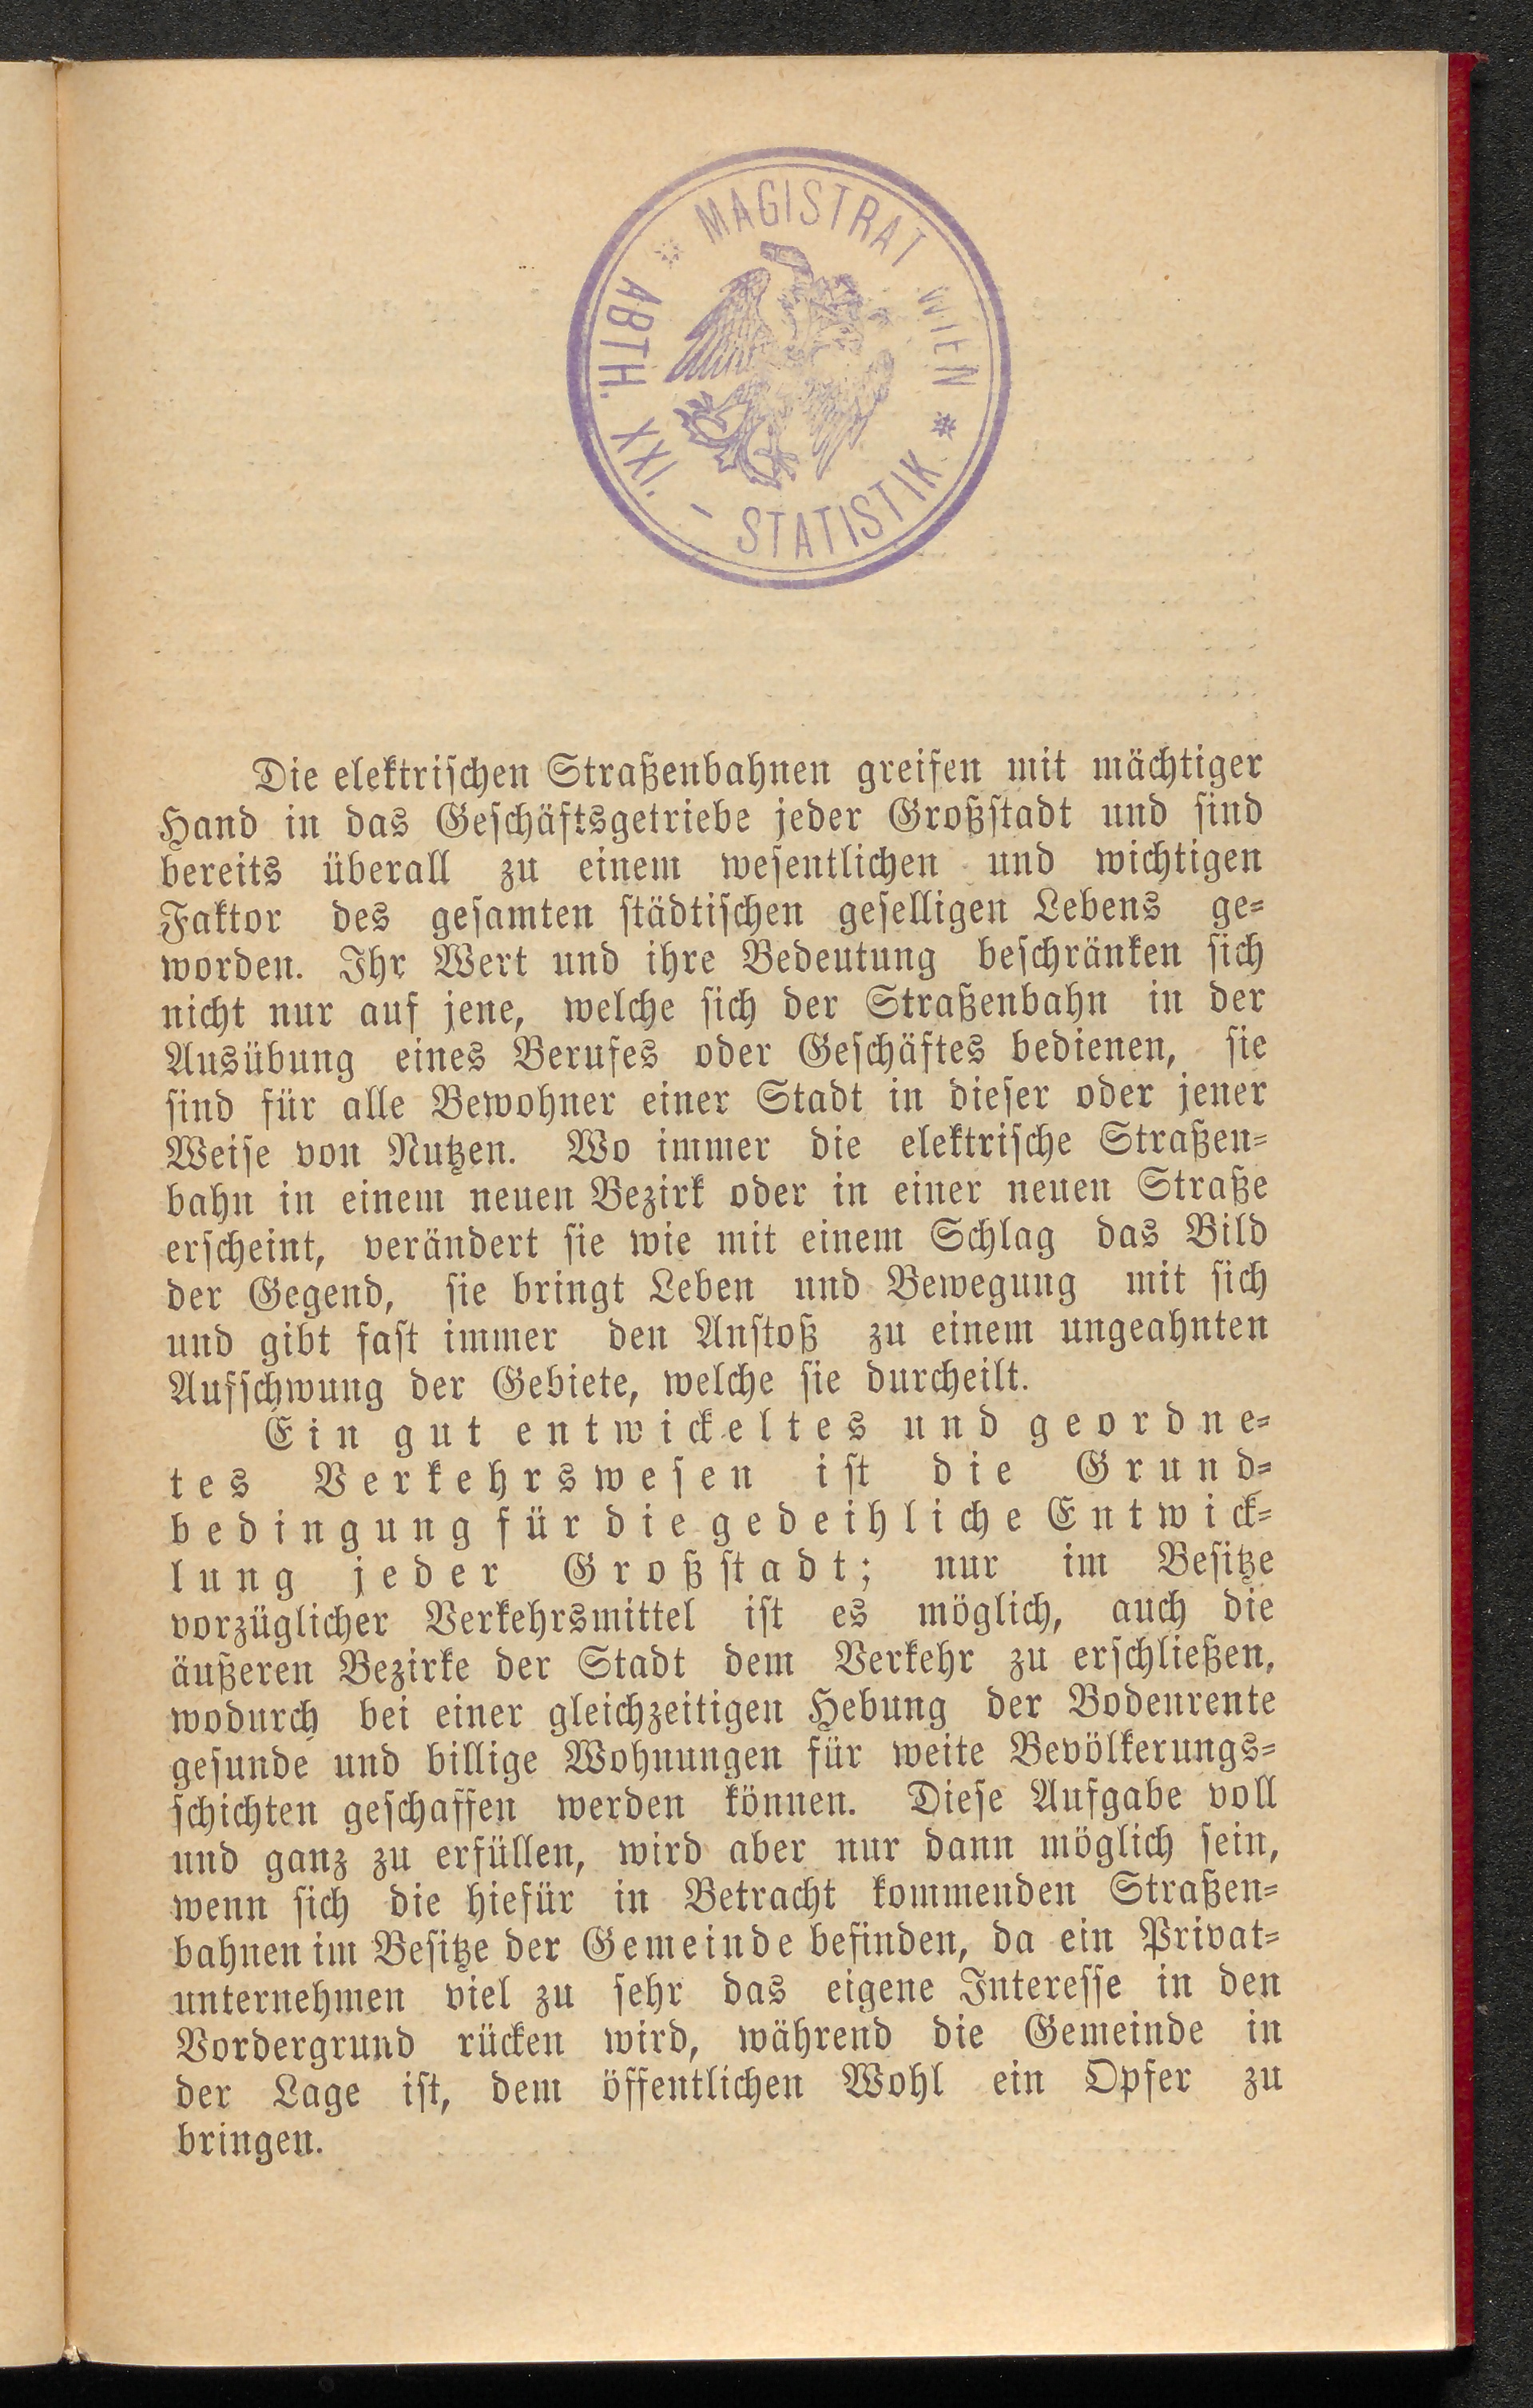 MAGISTRAT WIEN
ABTH. XXI. - STATISTIK
Die elektrischen Straßenbahnen greifen mit mächtiger
Hand in das Geschäftsgetriebe jeder Großstadt und sind
bereits überall zu einem wesentlichen und wichtigen
Faktor des gesamten städtischen geselligen Lebens ge-
worden. Ihr Wert und ihre Bedeutung beschränken sich
nicht nur auf jene, welche sich der Straßenbahn in der
Ausübung eines Berufes oder Geschäftes bedienen, sie
sind für alle Bewohner einer Stadt in dieser oder jener
Weise von Nutzen. Wo immer die elektrische Straßen-
bahn in einem neuen Bezirk oder in einer neuen Straße
erscheint, verändert sie wie mit einem Schlag das Bild
der Gegend, sie bringt Leben und Bewegung mit sich
und gibt fast immer den Anstoß zu einem ungeahnten
Aufschwung der Gebiete, welche sie durcheilt.
Ein gut entwickeltes und geordne-
tes Verkehrswesen ist die Grund-
bedingung für die gedeihliche Entwick-
lung jeder Großstadt; nur im Besitze
vorzüglicher Verkehrsmittel ist es möglich, auch die
äußeren Bezirke der Stadt dem Verkehr zu erschließen,
wodurch bei einer gleichzeitigen Hebung der Bodenrente
gesunde und billige Wohnungen für weite Bevölkerungs-
schichten geschaffen werden können. Diese Aufgabe voll
und ganz zu erfüllen, wird aber nur dann möglich sein,
wenn sich die hiefür in Betracht kommenden Straßen-
bahnen im Besitze der Gemeinde befinden, da ein Privat-
unternehmen viel zu sehr das eigene Interesse in den
Vordergrund rücken wird, während die Gemeinde in
der Lage ist, dem öffentlichen Wohl ein Opfer zu
bringen.